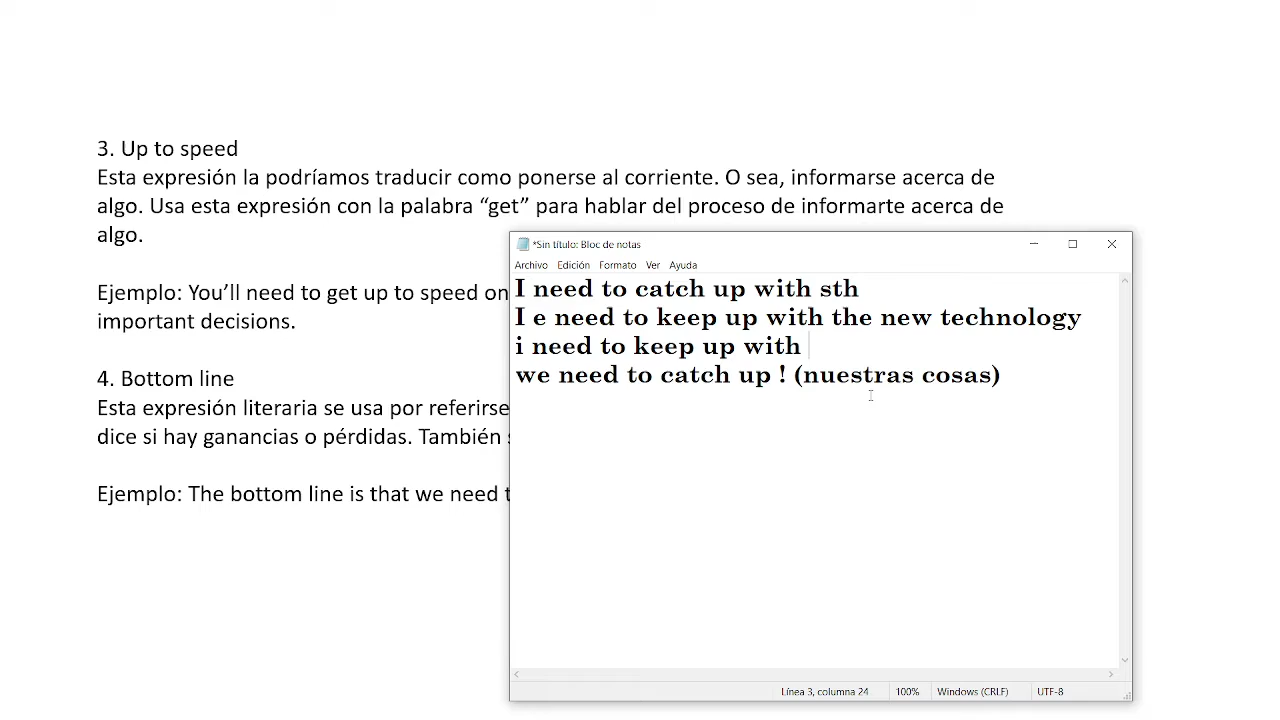 3. Up to speed
Esta expresión la podríamos traducir como ponerse al corriente. O sea, informarse acerca de
algo. Usa esta expresión con la palabra “get” para hablar del proceso de informarte acerca de
algo.
Ejemplo: You’ll need to get up to speed on
important decisions.
4. Bottom line
Esta expresión literaria se usa por referirse
dice si hay ganancias o pérdidas. También
Ejemplo: The bottom line is that we need
*Sin título: Bloc de notas
Archivo Edición Formato Ver Ayuda
I need to catch up with sth
I e need to keep up with the new technology
i need to keep up with
we need to catch up ! (nuestras cosas)
Línea 3, columna 24 100% Windows (CRLF) UTF-8